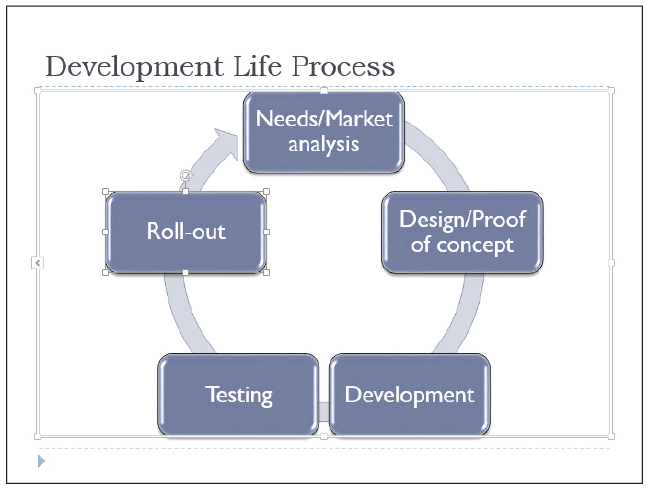 Development Life Process
Needs/Market
analysis
Design/Proof
of concept
Development
Testing
Roll-out